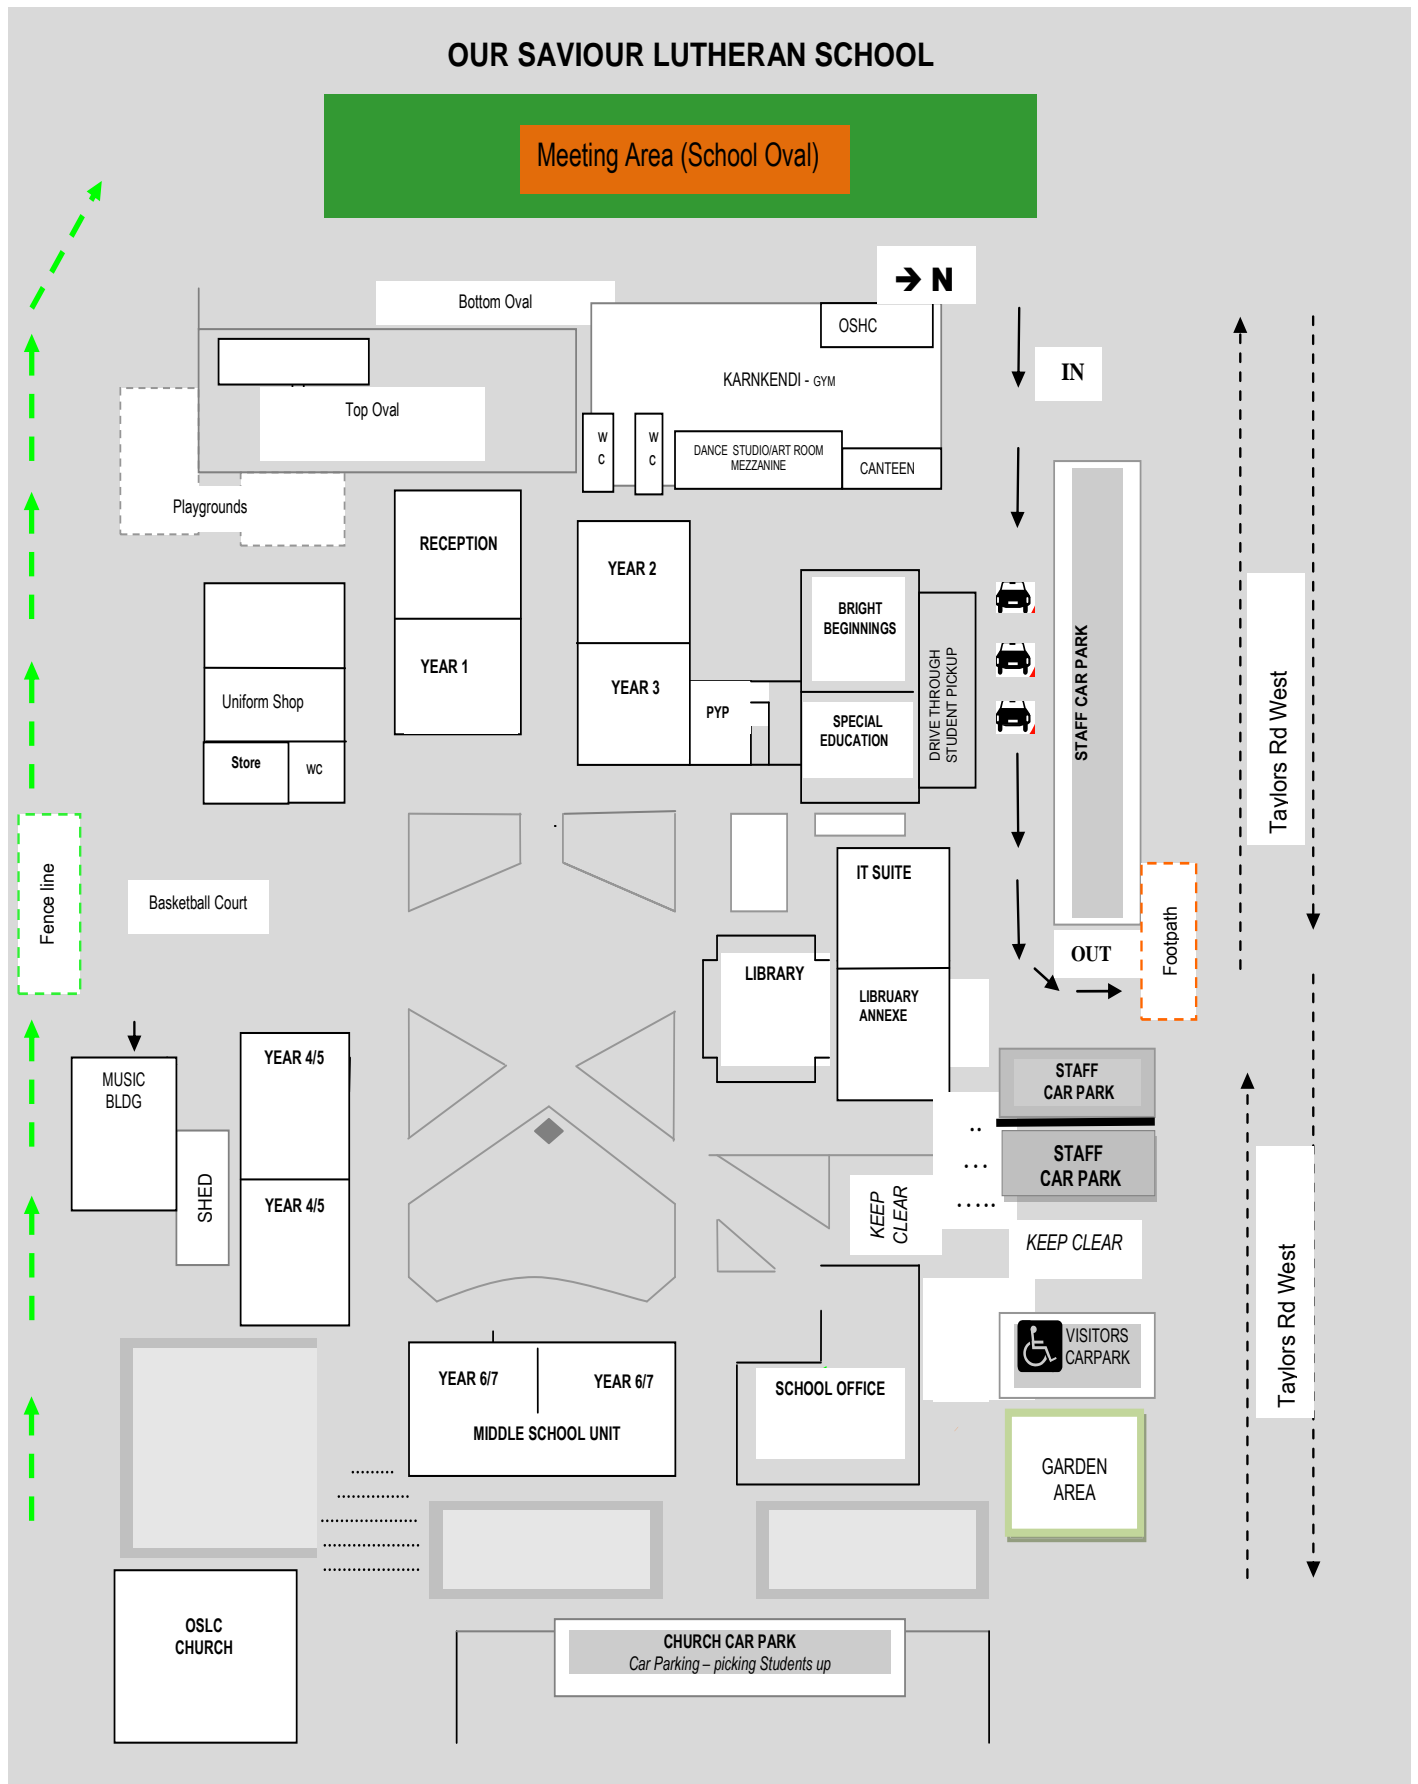 OUR SAVIOUR LUTHERAN SCHOOL
Meeting Area (School Oval)
→ N
Bottom Oval
OSHC
IN
KARNKENDI - GYM
Top Oval
W
C
W
C
DANCE STUDIO/ART ROOM
MEZZANINE
CANTEEN
Playgrounds
RECEPTION
YEAR 2
BRIGHT
BEGINNINGS
YEAR 1
YEAR 3
Uniform Shop
PYP
SPECIAL
EDUCATION
DRIVE THROUGH
STUDENT PICKUP
STAFF CAR PARK
Taylors Rd West
Store
WC
Fence line
Basketball Court
IT SUITE
Footpath
OUT
LIBRARY
LIBRUARY
ANNEXE
MUSIC
BLDG
YEAR 4/5
STAFF
CAR PARK
STAFF
CAR PARK
SHED
YEAR 4/5
KEEP
CLEAR
KEEP CLEAR
Taylors Rd West
VISITORS
CARPARK
YEAR 6/7
YEAR 6/7
SCHOOL OFFICE
MIDDLE SCHOOL UNIT
GARDEN
AREA
OSLC
CHURCH
CHURCH CAR PARK
Car Parking – picking Students up